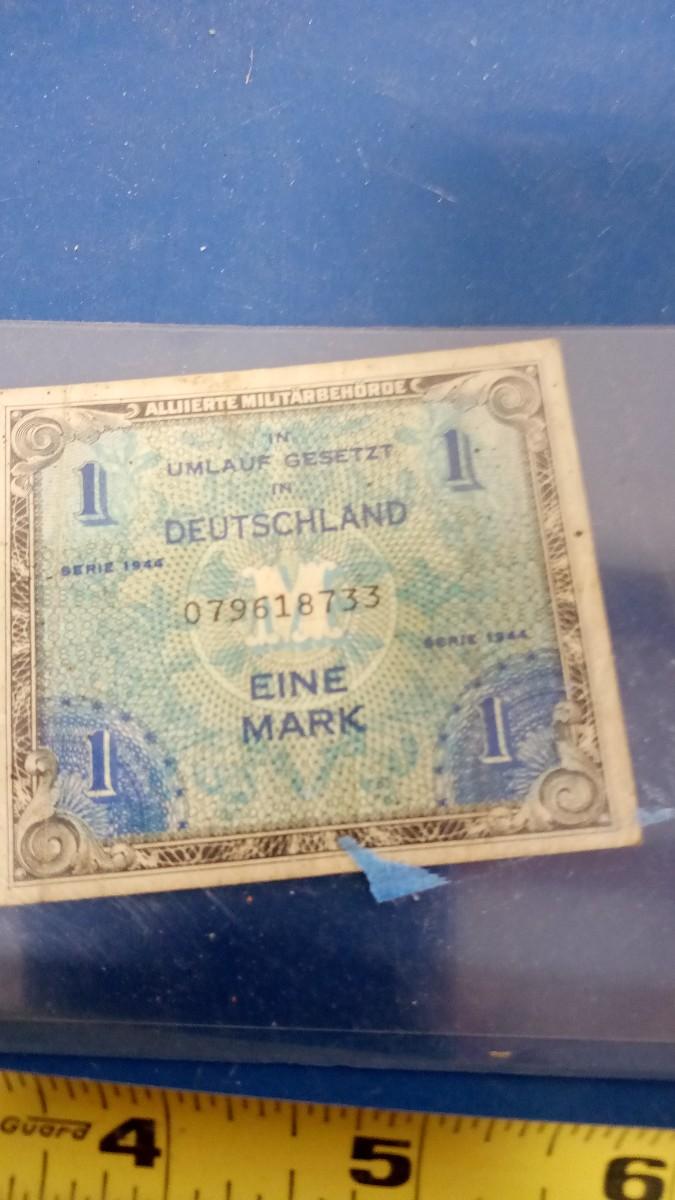 ALLIIERTE MILITÄRBEHÖRDE
IN
UMLAUF GESETZT
IN
DEUTSCHLAND
1 1
SERIE 1944
079618733
M
SERIE 1944
EINE
MARK
1 1
Guard 4 5 6